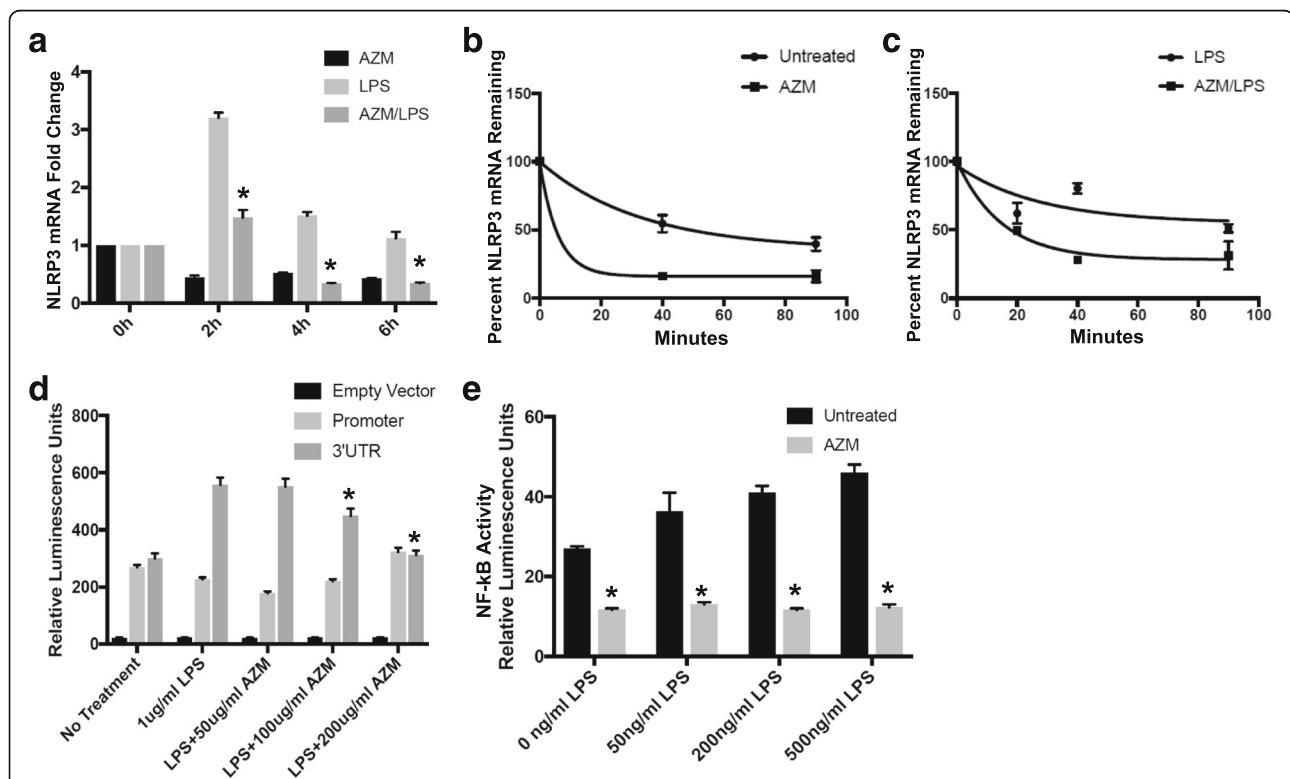 a
AZM
LPS
AZM/LPS
NLRP3 mRNA Fold Change
4
3
2
1
0
*
*
*
0h
2h
4h
6h
b
Untreated
AZM
Percent NLRP3 mRNA Remaining
150
100
50
0
0
20
40
60
80
100
Minutes
c
LPS
AZM/LPS
Percent NLRP3 mRNA Remaining
150
100
50
0
0
20
40
60
80
100
Minutes
d
Empty Vector
Promoter
3'UTR
Relative Luminescence Units
800
600
400
200
0
*
*
No Treatment
1ug/ml LPS
LPS+50ug/ml AZM
LPS+100ug/ml AZM
LPS+200ug/ml AZM
e
Untreated
AZM
NF-kB Activity
Relative Luminescence Units
60
40
20
0
*
*
*
*
0 ng/ml LPS
50ng/ml LPS
200ng/ml LPS
500ng/ml LPS